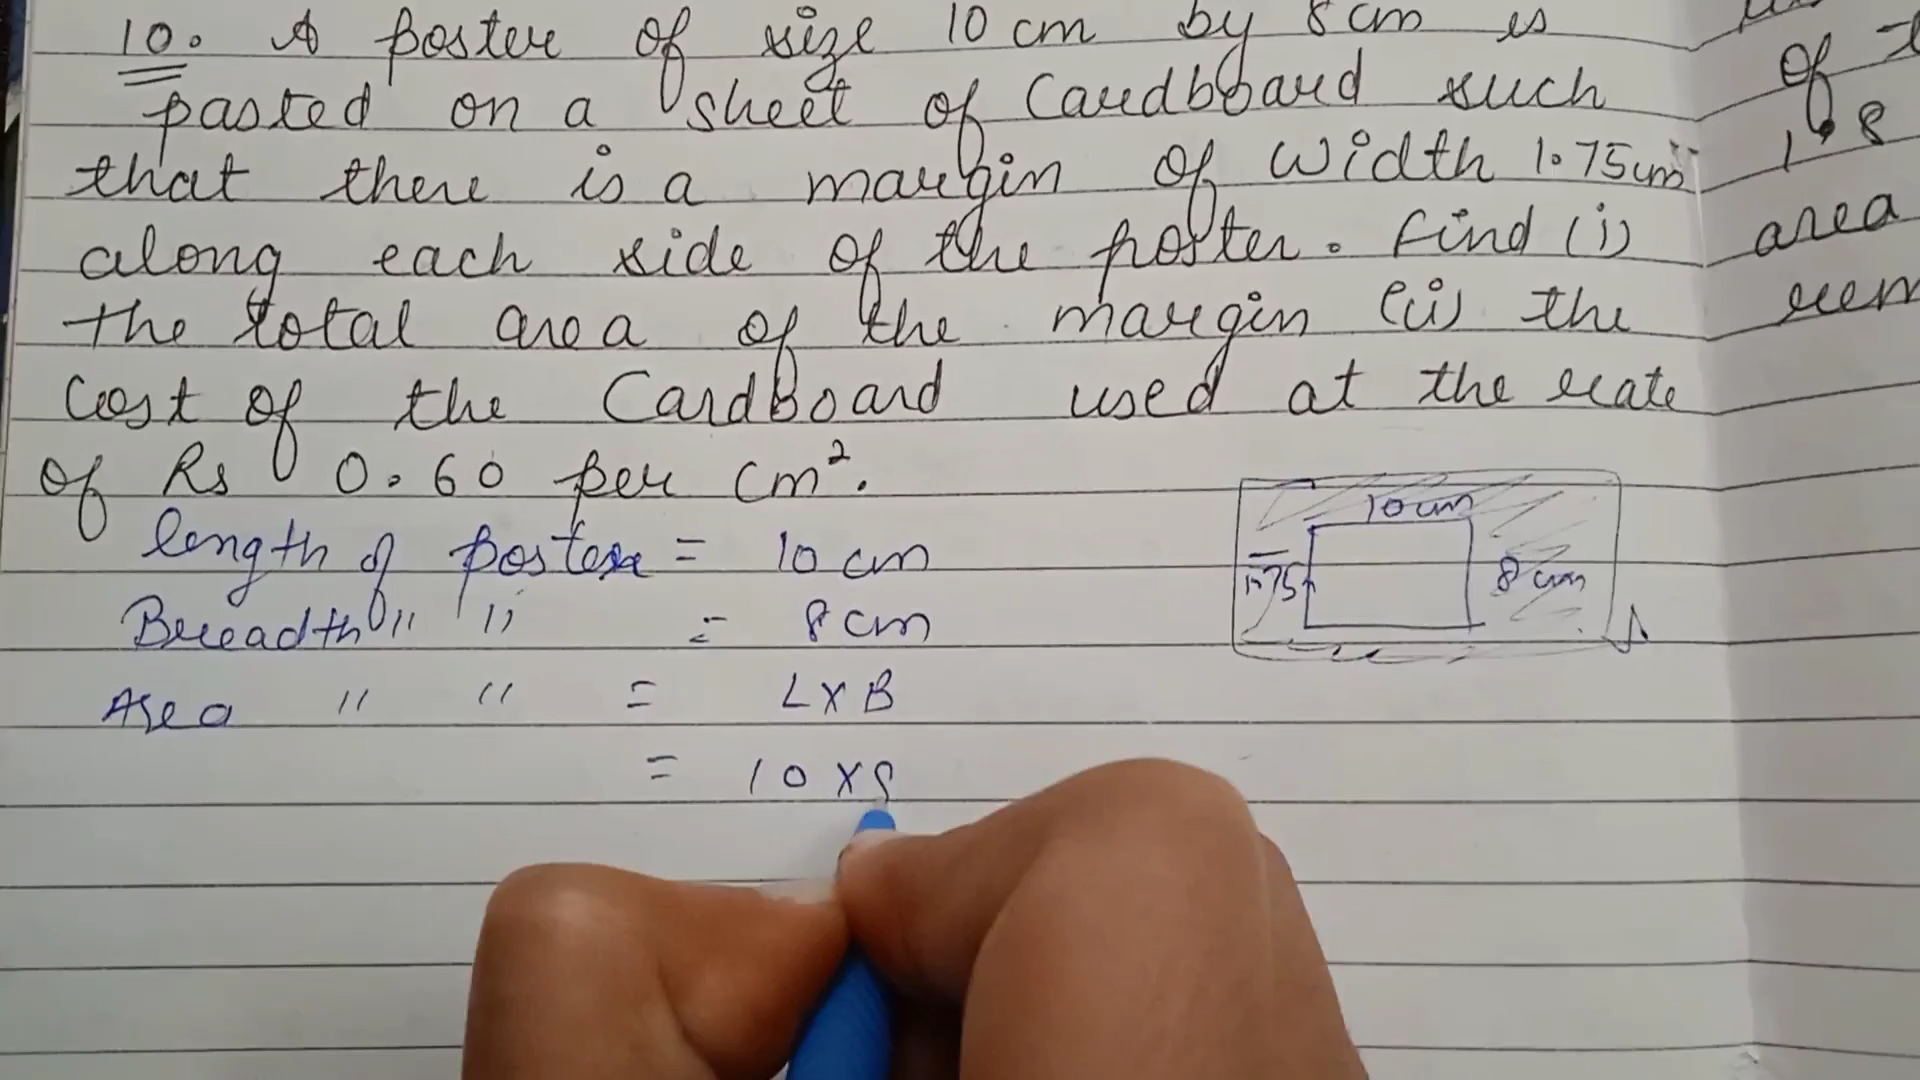 10. A poster of size 10 cm by 8 cm is
pasted on a sheet of Cardboard such
that there is a margin of width 1.75 cm
along each side of the poster. Find (i)
the total area of the margin (ii) the
Cost of the CardBoard used at the rate
of Rs 0.60 per cm².
length of poster = 10 cm
Breadth " " = 8 cm
Area " " = L X B
= 10 X 8
10 cm
1.75
8 cm
of
1.8
area